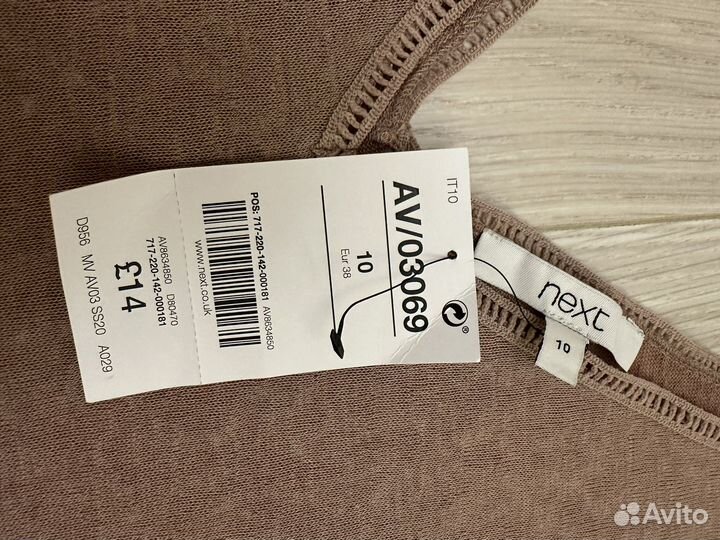 D956 MV AV03 SS20 A029
£14
717-220-142-000181
AV8634850 D80470
www.next.co.uk
POS: 717-220-142-000181 AV8634850
Eur 38
10
AV/03069
IT10
®
next
10
Avito